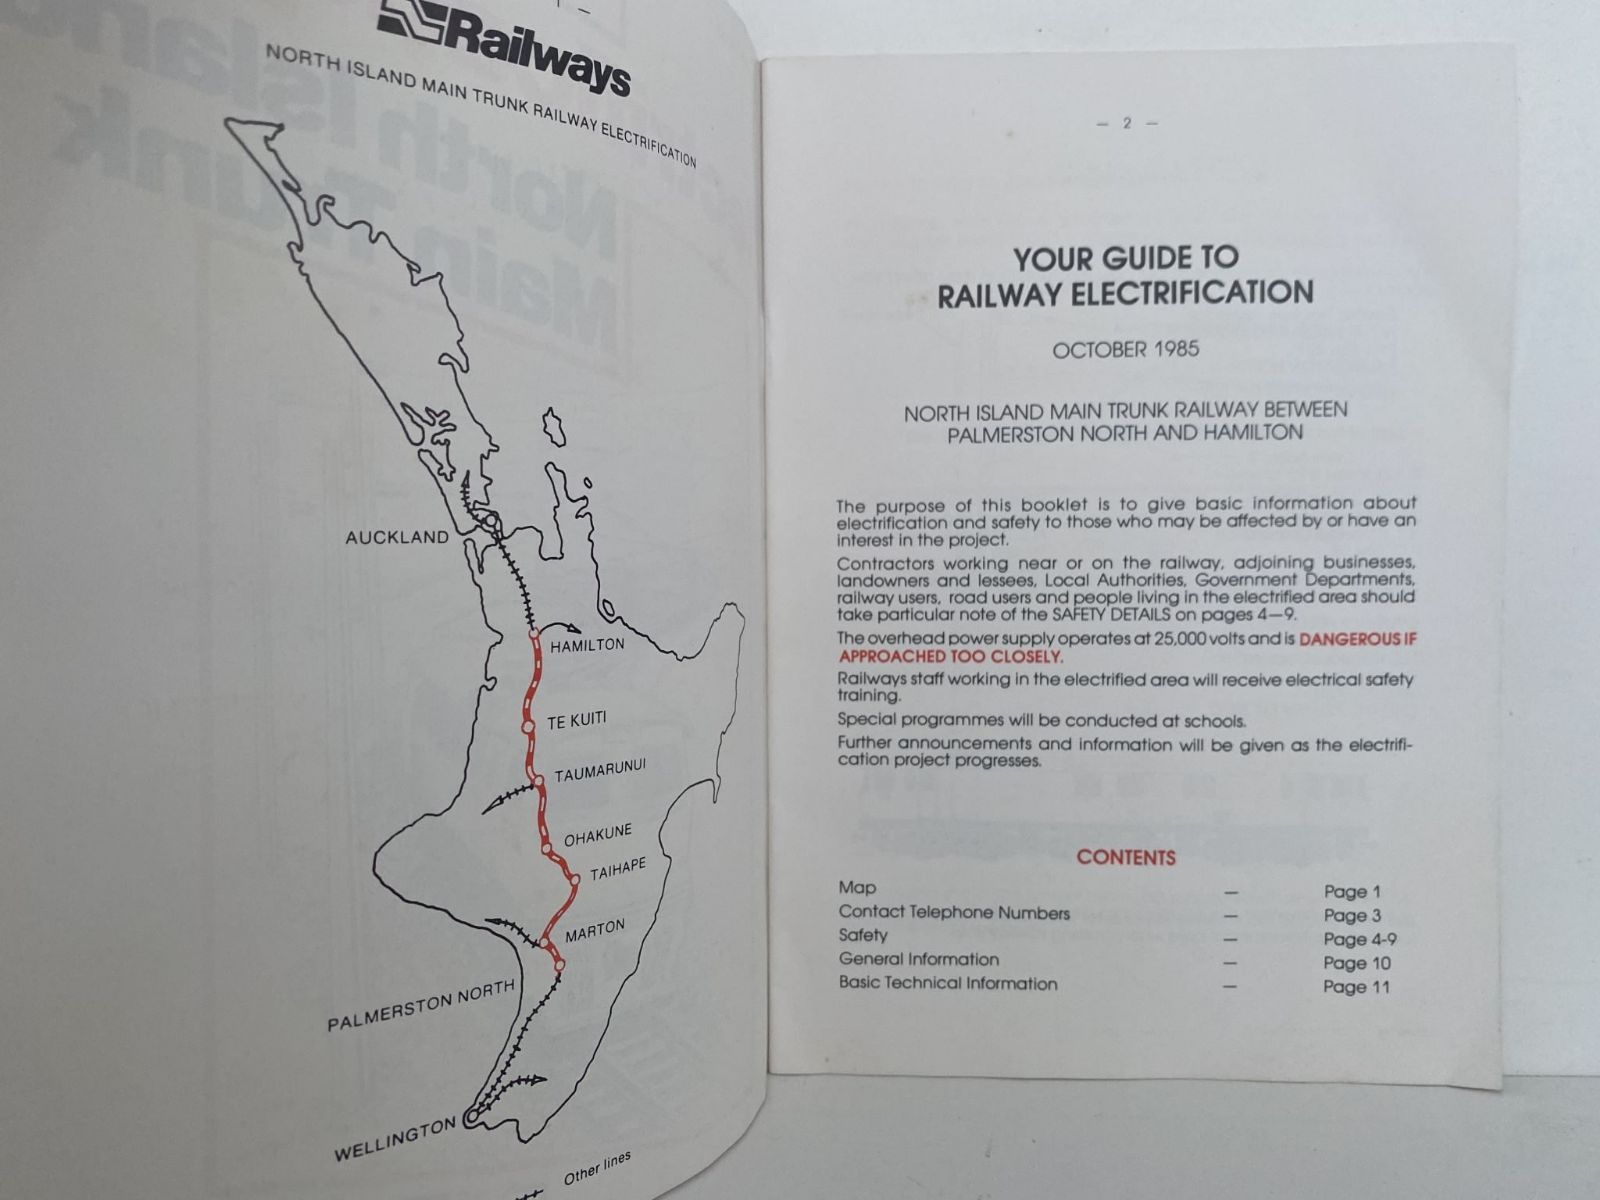 Railways
NORTH ISLAND MAIN TRUNK RAILWAY ELECTRIFICATION
AUCKLAND
HAMILTON
TE KUITI
TAUMARUNUI
OHAKUNE
TAIHAPE
MARTON
PALMERSTON NORTH
WELLINGTON
Other lines
— 2 —
YOUR GUIDE TO
RAILWAY ELECTRIFICATION
OCTOBER 1985
NORTH ISLAND MAIN TRUNK RAILWAY BETWEEN
PALMERSTON NORTH AND HAMILTON
The purpose of this booklet is to give basic information about
electrification and safety to those who may be affected by or have an
interest in the project.
Contractors working near or on the railway, adjoining businesses,
landowners and lessees, Local Authorities, Government Departments,
railway users, road users and people living in the electrified area should
take particular note of the SAFETY DETAILS on pages 4—9.
The overhead power supply operates at 25,000 volts and is DANGEROUS IF
APPROACHED TOO CLOSELY.
Railways staff working in the electrified area will receive electrical safety
training.
Special programmes will be conducted at schools.
Further announcements and information will be given as the electrifi-
cation project progresses.
CONTENTS
Map — Page 1
Contact Telephone Numbers — Page 3
Safety — Page 4-9
General Information — Page 10
Basic Technical Information — Page 11